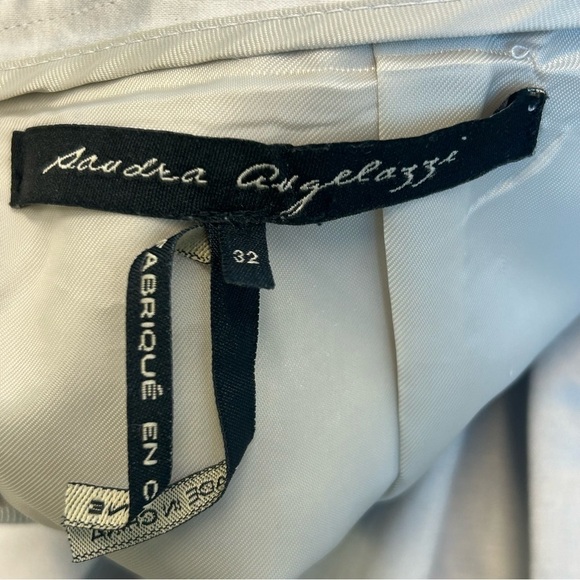 Sandra Angelozzi
32
FABRIQUÉ EN